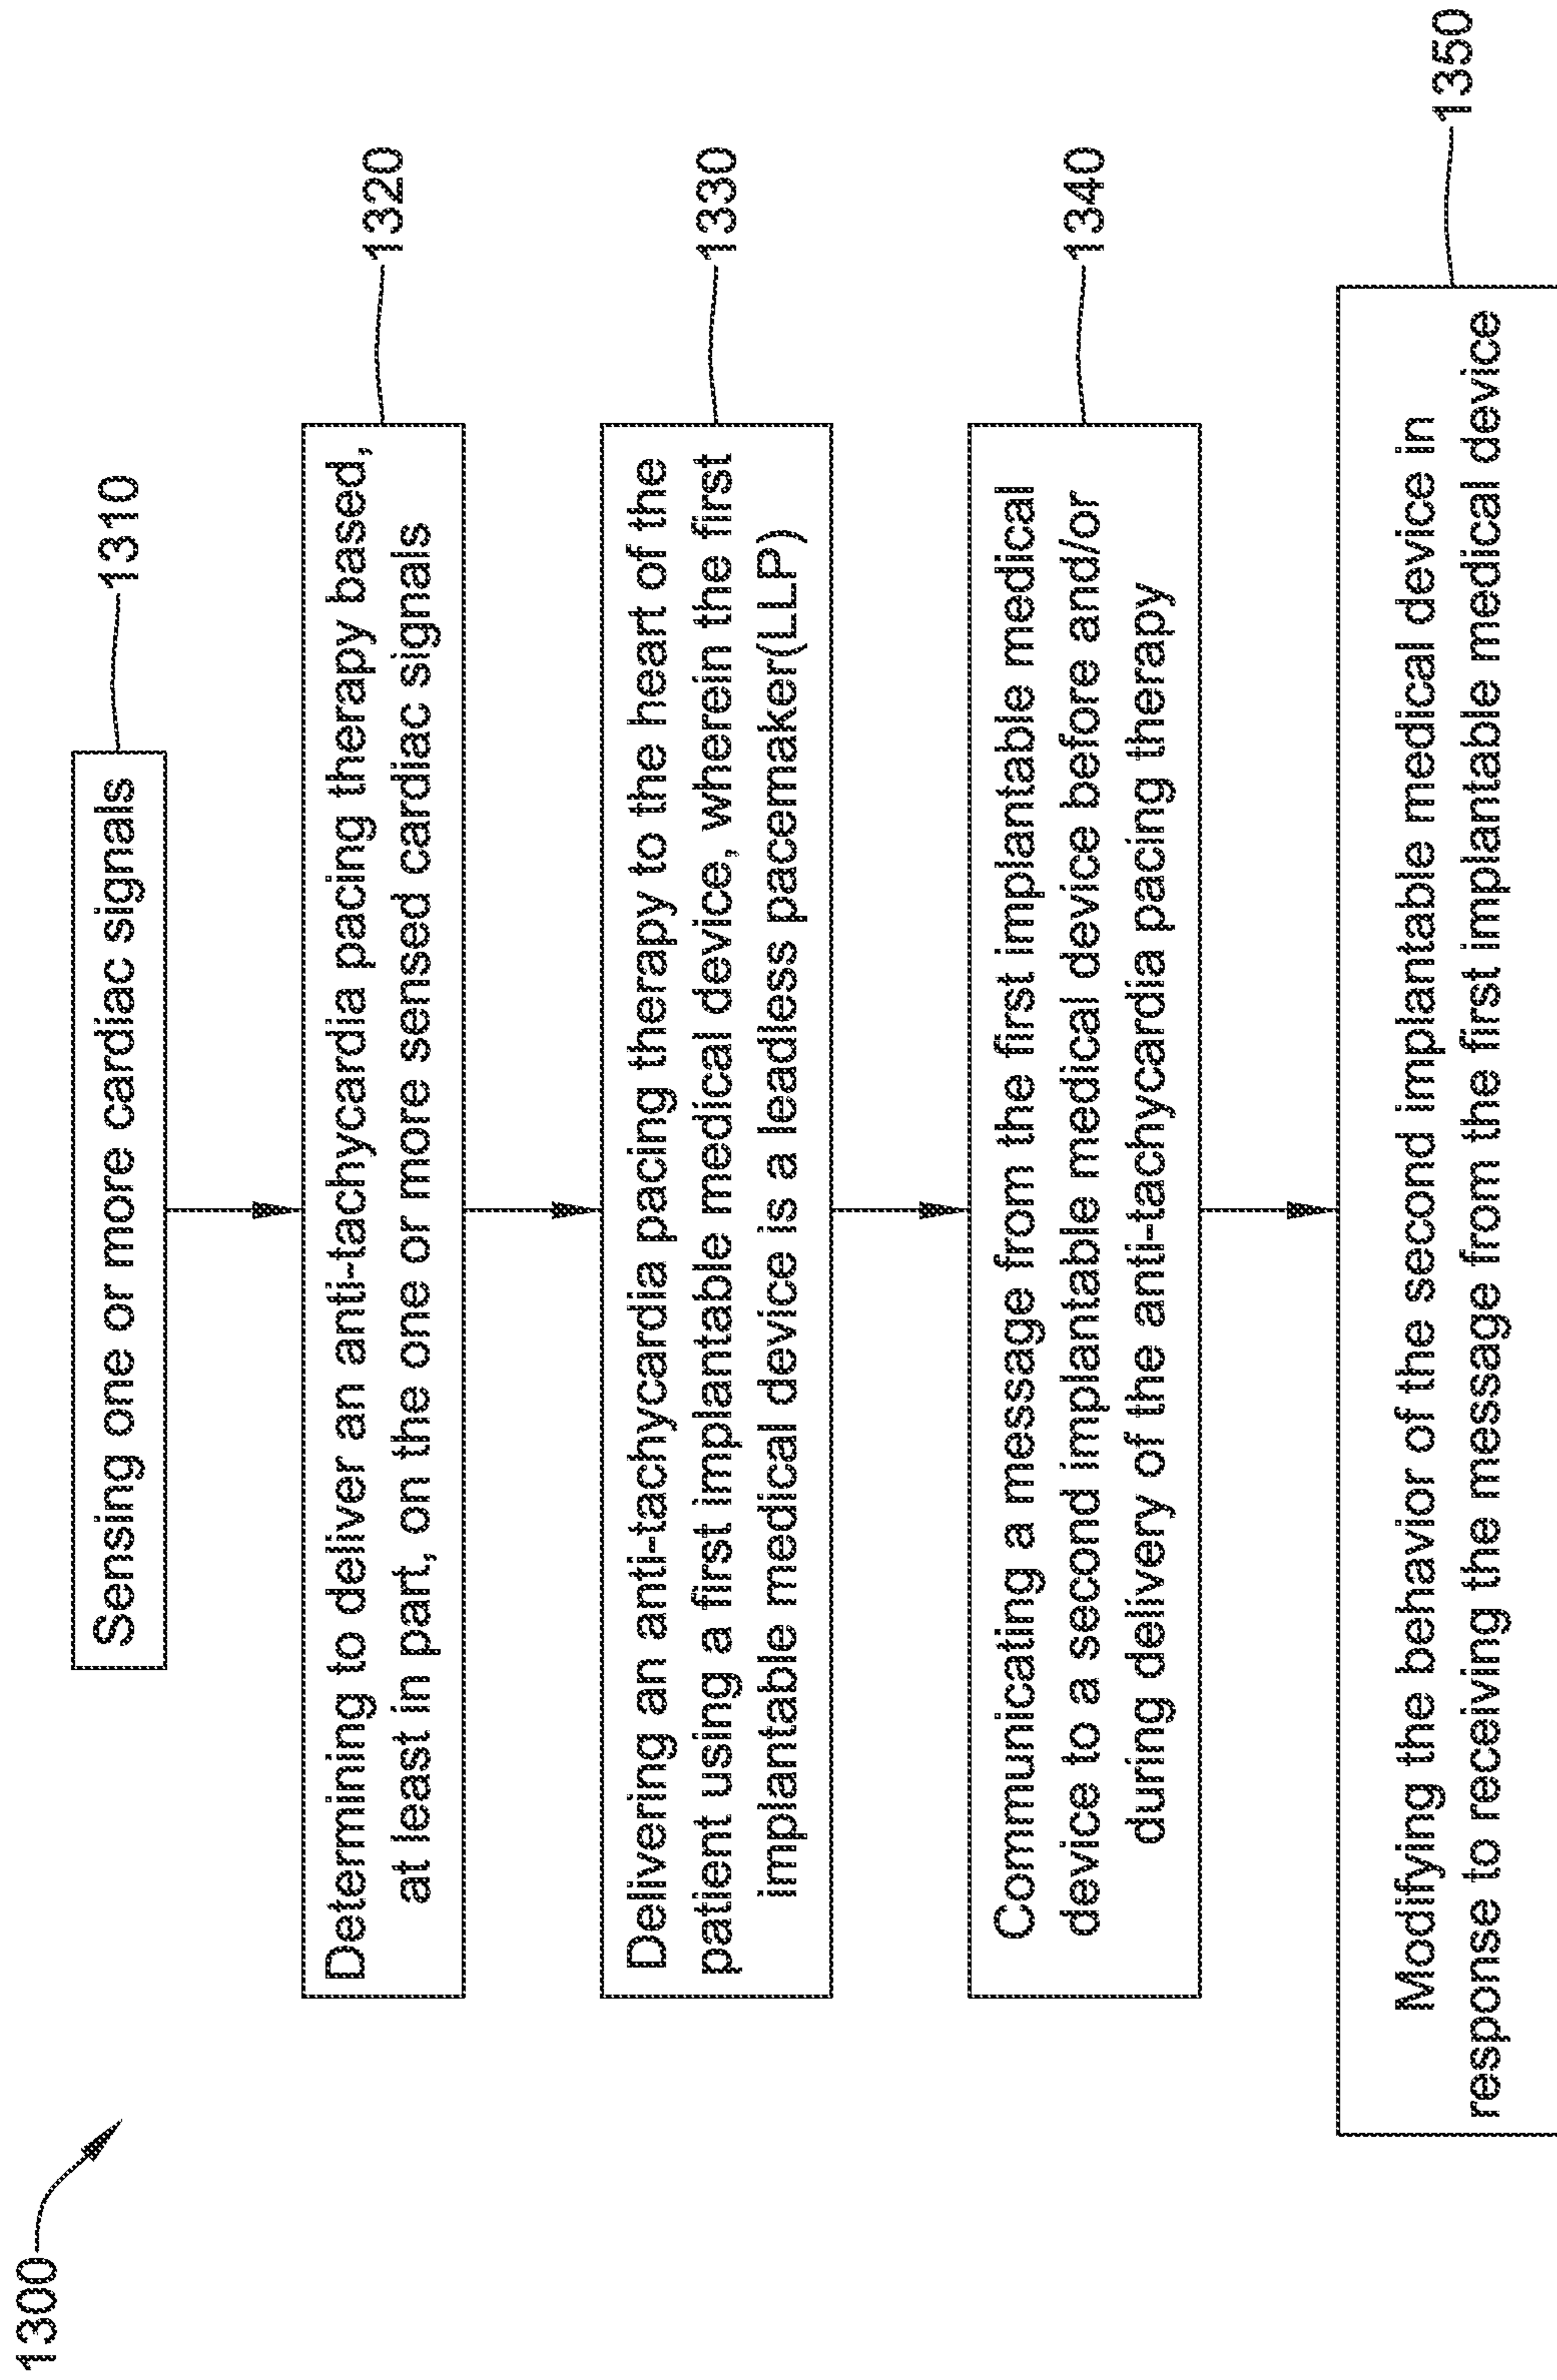 1300
Sensing one or more cardiac signals
1310
Determining to deliver an anti-tachycardia pacing therapy based,
at least in part, on the one or more sensed cardiac signals
1320
Delivering an anti-tachycardia pacing therapy to the heart of the
patient using a first implantable medical device, wherein the first
implantable medical device is a leadless pacemaker(LLP)
1330
Communicating a message from the first implantable medical
device to a second implantable medical device before and/or
during delivery of the anti-tachycardia pacing therapy
1340
Modifying the behavior of the second implantable medical device in
response to receiving the message from the first implantable medical device
1350